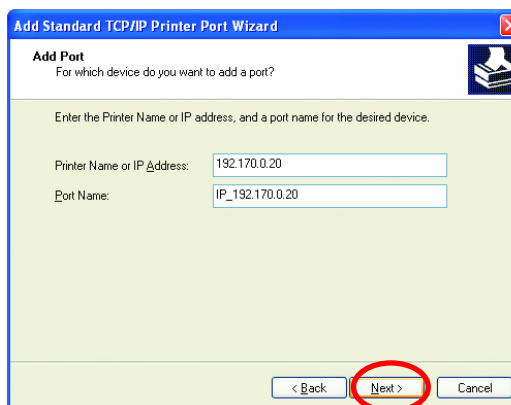 Add Standard TCP/IP Printer Port Wizard
Add Port
For which device do you want to add a port?
Enter the Printer Name or IP address, and a port name for the desired device.
Printer Name or IP Address: 192.170.0.20
Port Name: IP_192.170.0.20
< Back Next > Cancel